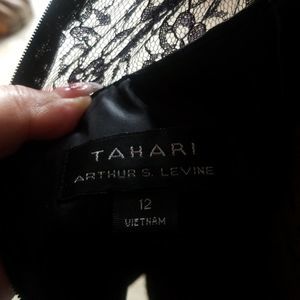 TAHARI
ARTHUR S. LEVINE
12
VIETNAM